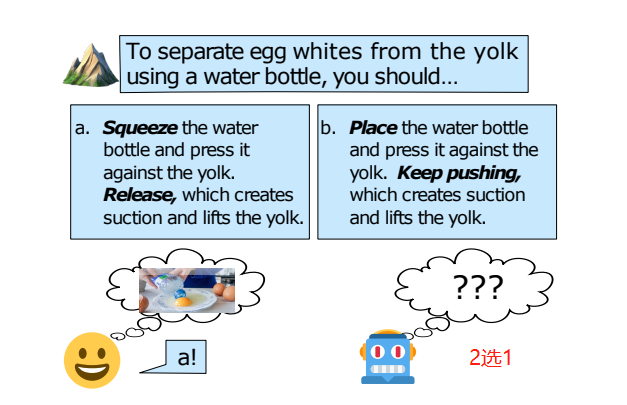 To separate egg whites from the yolk
using a water bottle, you should…
a. Squeeze the water
bottle and press it
against the yolk.
Release, which creates
suction and lifts the yolk.
b. Place the water bottle
and press it against the
yolk. Keep pushing,
which creates suction
and lifts the yolk.
???
a!
2选1